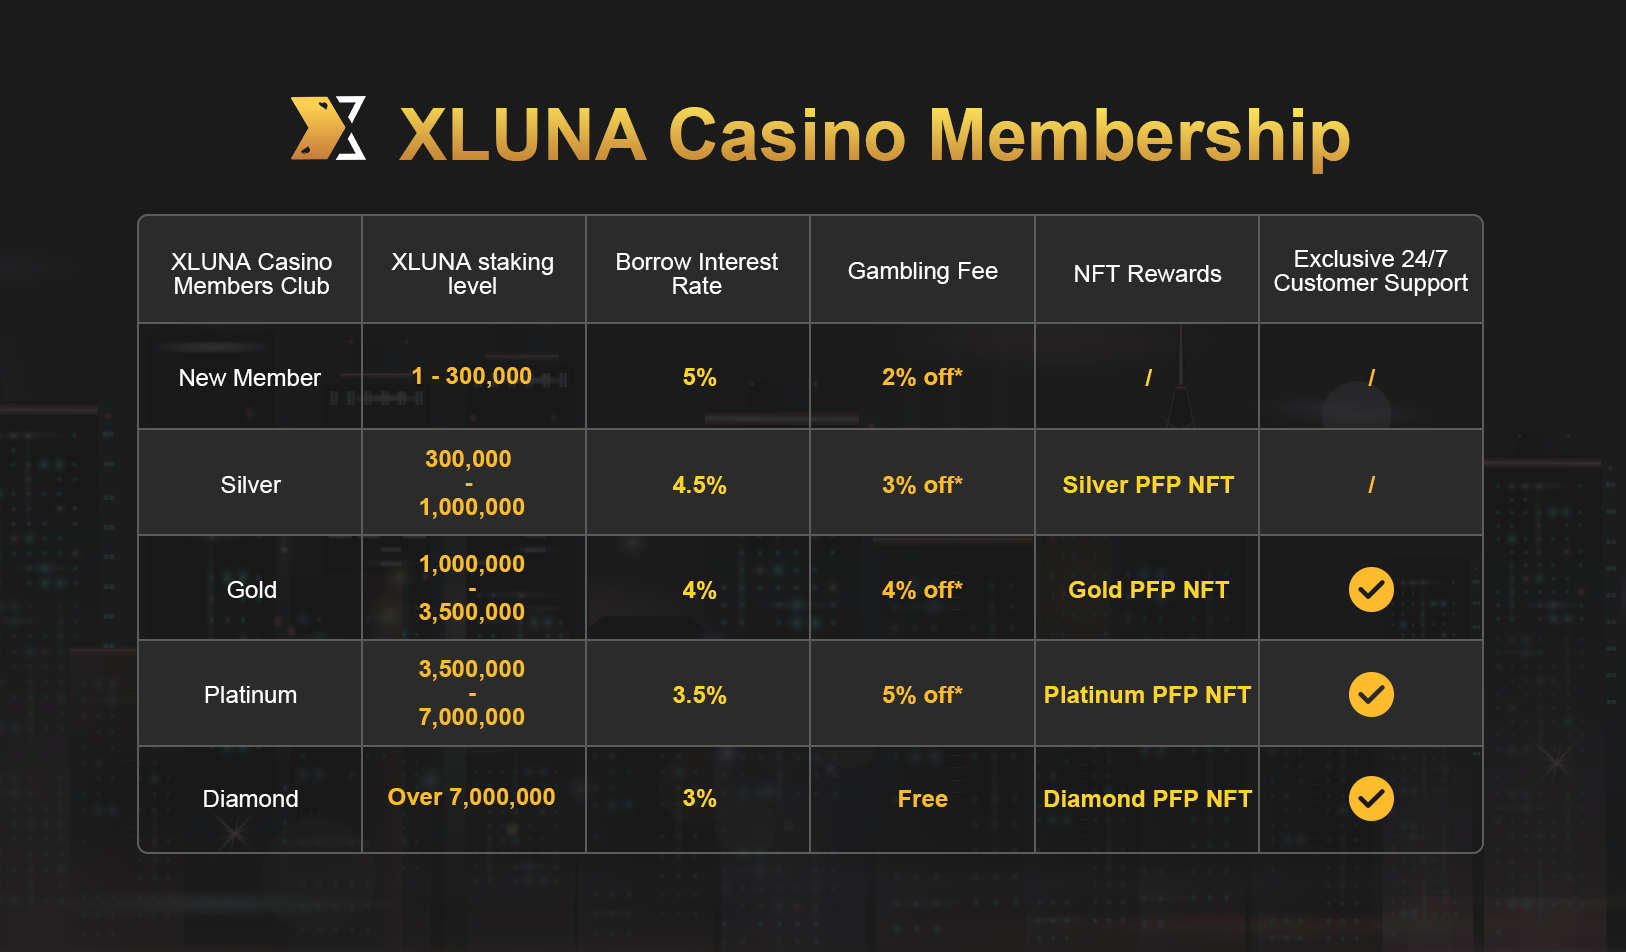 XLUNA Casino Membership
XLUNA Casino
Members Club
XLUNA staking
level
Borrow Interest
Rate
Gambling Fee
NFT Rewards
Exclusive 24/7
Customer Support
New Member
1 - 300,000
5%
2% off*
/
/
Silver
300,000
-
1,000,000
4.5%
3% off*
Silver PFP NFT
/
Gold
1,000,000
-
3,500,000
4%
4% off*
Gold PFP NFT
Platinum
3,500,000
-
7,000,000
3.5%
5% off*
Platinum PFP NFT
Diamond
Over 7,000,000
3%
Free
Diamond PFP NFT